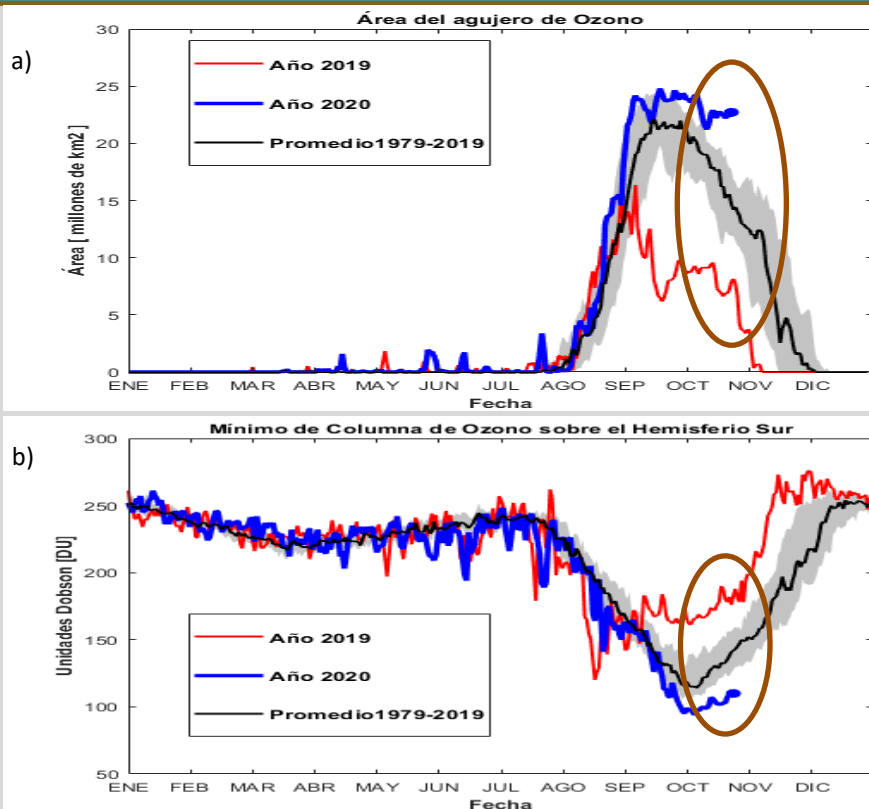 a)
Área del agujero de Ozono
30
25
20
15
10
5
0
Área [ millones de km2 ]
Año 2019
Año 2020
Promedio1979-2019
ENE FEB MAR ABR MAY JUN JUL AGO SEP OCT NOV DIC
Fecha
b)
Mínimo de Columna de Ozono sobre el Hemisferio Sur
300
250
200
150
100
50
Unidades Dobson [DU]
Año 2019
Año 2020
Promedio1979-2019
ENE FEB MAR ABR MAY JUN JUL AGO SEP OCT NOV DIC
Fecha